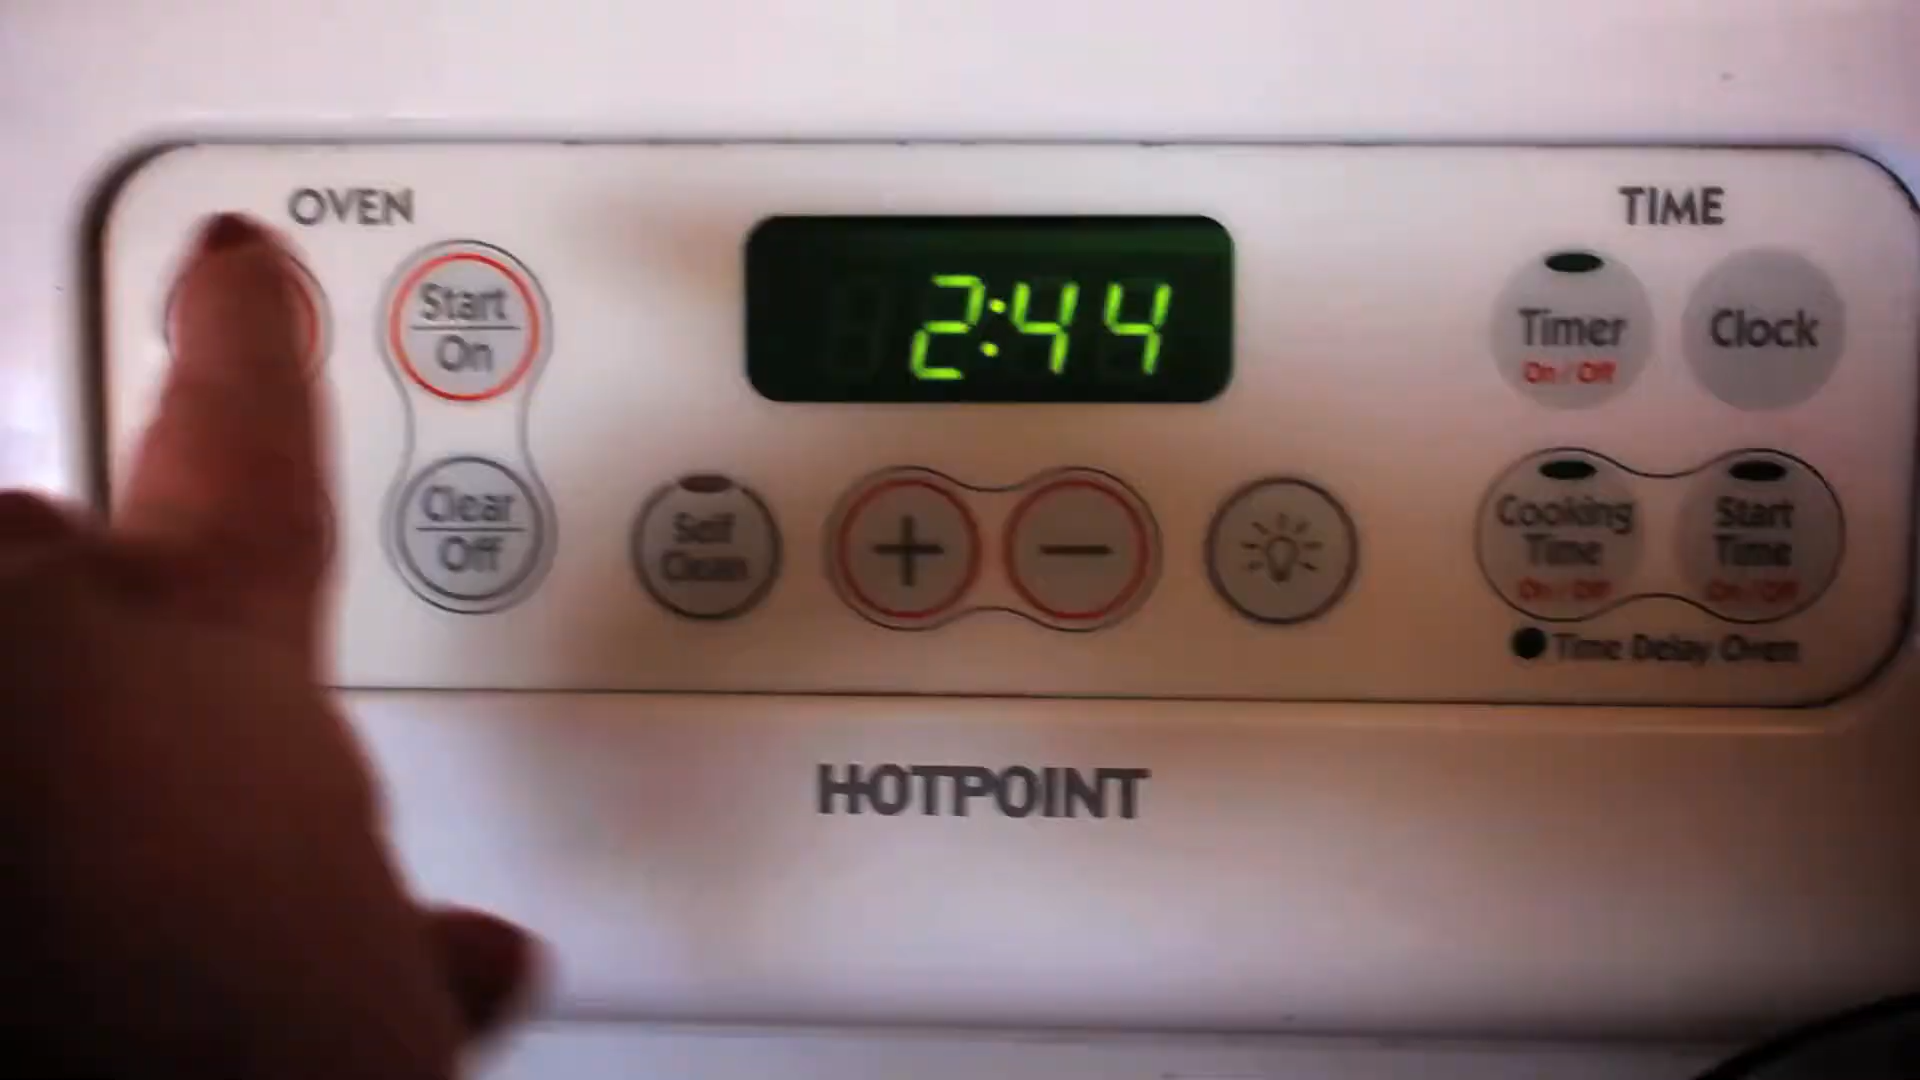 OVEN
TIME
Start
On
2:44
Timer
On / Off
Clock
Clear
Off
Self
Clean
+
−
Cooking
Time
On / Off
Start
Time
On / Off
Time Delay Oven
HOTPOINT